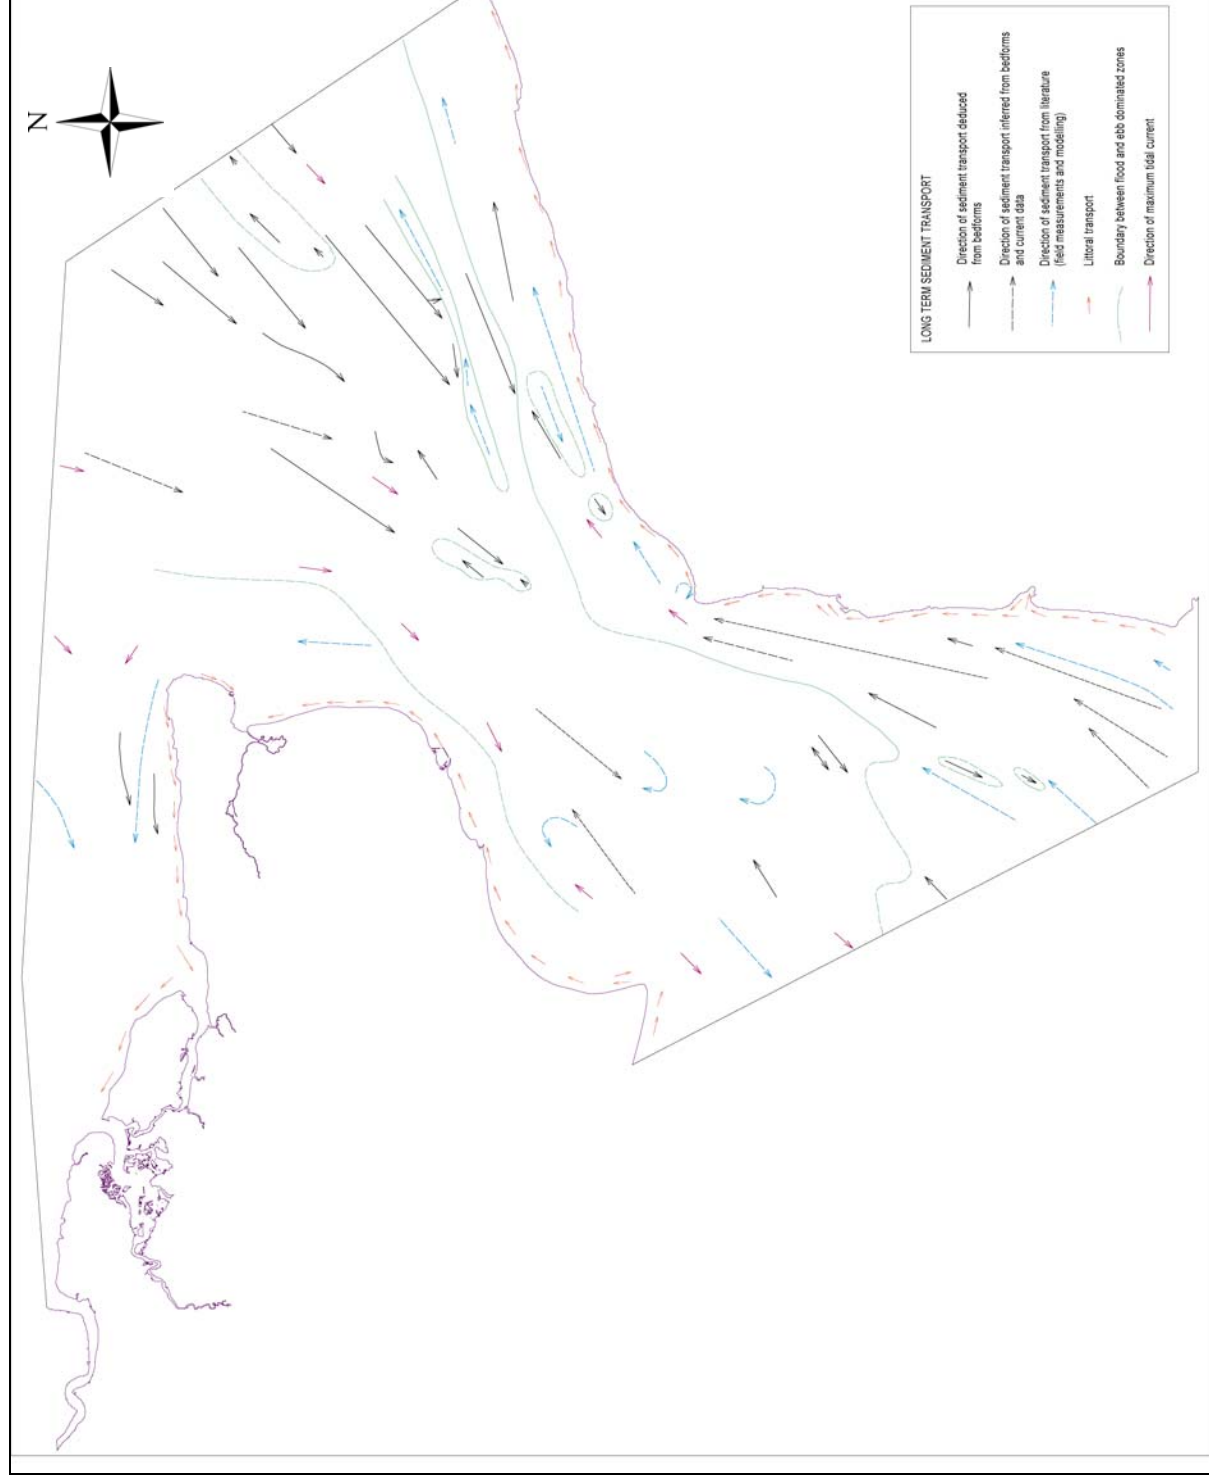 N
LONG TERM SEDIMENT TRANSPORT
Direction of sediment transport deduced
from bedforms
Direction of sediment transport inferred from bedforms
and current data
Direction of sediment transport from literature
(field measurements and modelling)
Littoral transport
Boundary between flood and ebb dominated zones
Direction of maximum tidal current